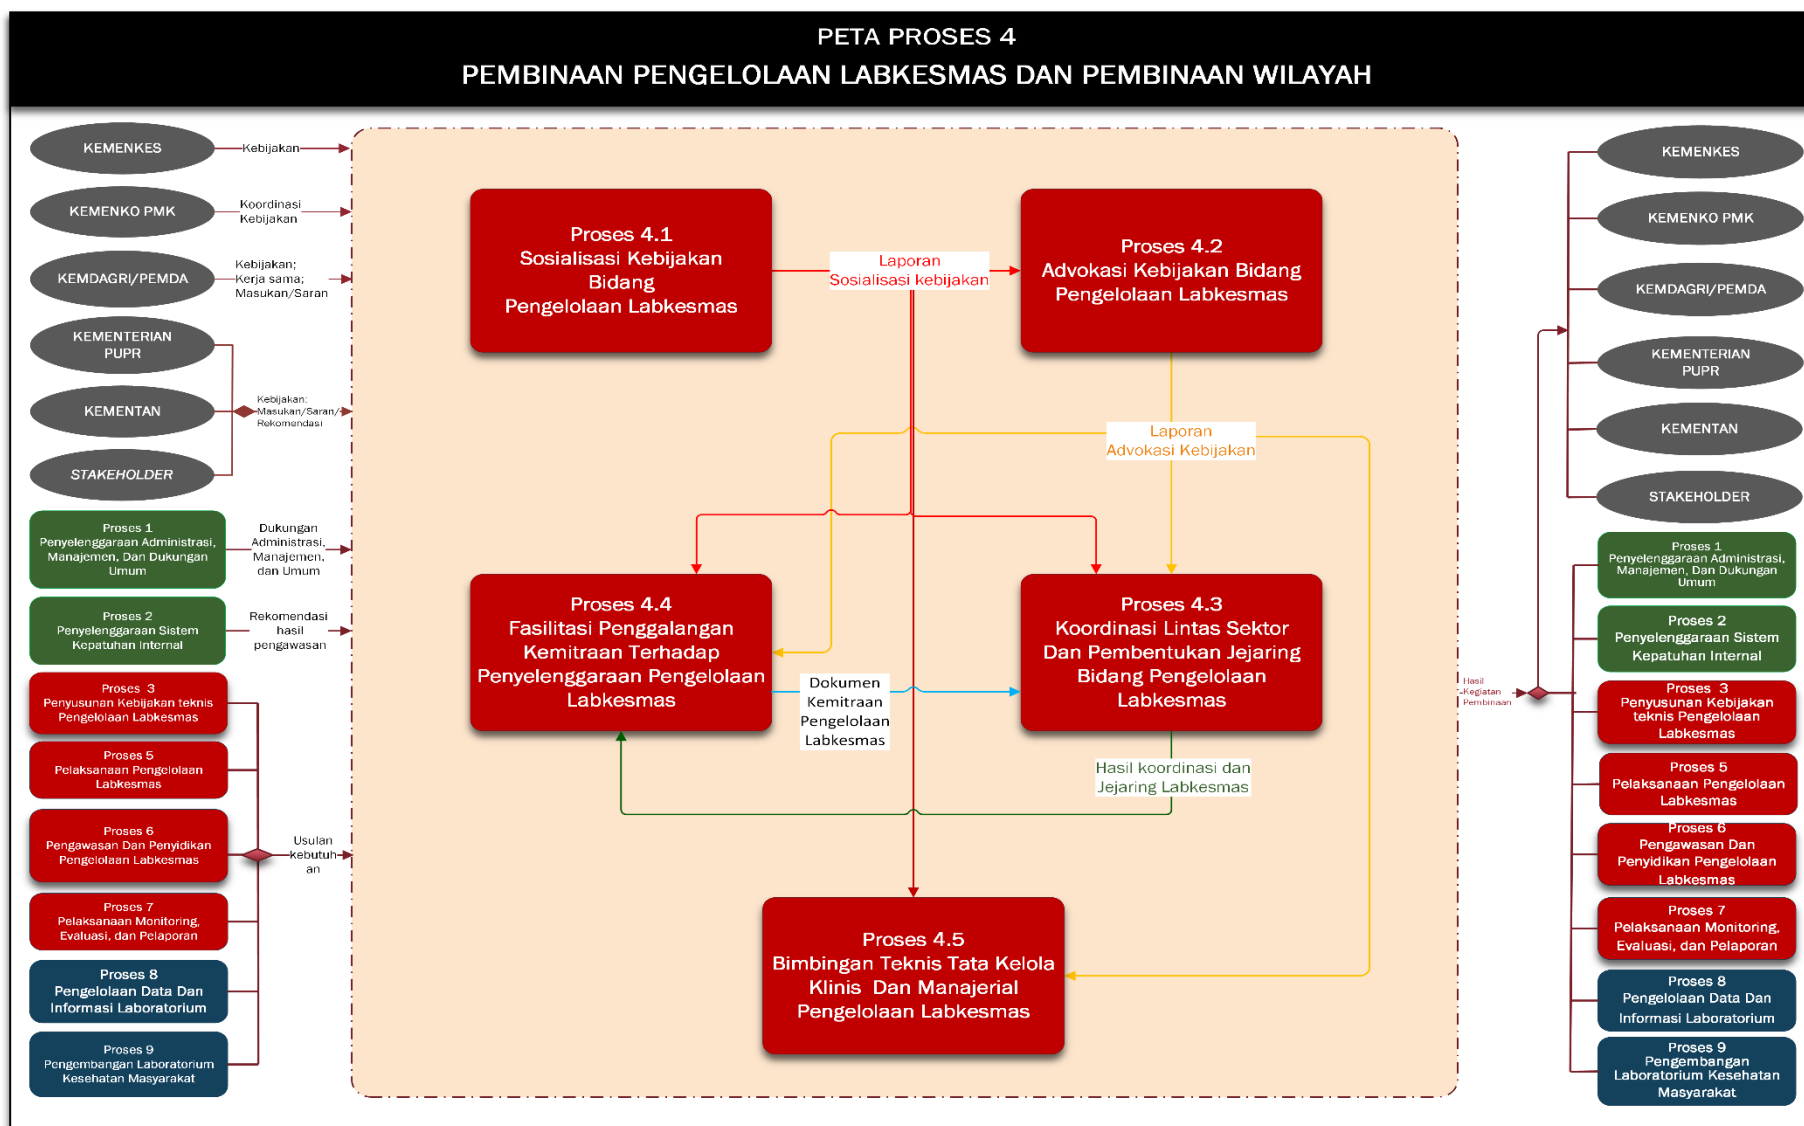 PETA PROSES 4
PEMBINAAN PENGELOLAAN LABKESMAS DAN PEMBINAAN WILAYAH
KEMENKES
Kebijakan
KEMENKO PMK
Koordinasi
Kebijakan
KEMDAGRI/PEMDA
Kebijakan;
Kerja sama;
Masukan/Saran
KEMENTERIAN
PUPR
KEMENTAN
STAKEHOLDER
Kebijakan;
Masukan/Saran/
Rekomendasi
Proses 1
Penyelenggaraan Administrasi,
Manajemen, Dan Dukungan
Umum
Dukungan
Administrasi,
Manajemen,
dan Umum
Proses 2
Penyelenggaraan Sistem
Kepatuhan Internal
Rekomendasi
hasil
pengawasan
Proses 3
Penyusunan Kebijakan teknis
Pengelolaan Labkesmas
Proses 5
Pelaksanaan Pengelolaan
Labkesmas
Proses 6
Pengawasan Dan Penyidikan
Pengelolaan Labkesmas
Proses 7
Pelaksanaan Monitoring,
Evaluasi, dan Pelaporan
Proses 8
Pengelolaan Data Dan
Informasi Laboratorium
Proses 9
Pengembangan Laboratorium
Kesehatan Masyarakat
Usulan
kebutuh
an
Proses 4.1
Sosialisasi Kebijakan
Bidang
Pengelolaan Labkesmas
Laporan
Sosialisasi kebijakan
Proses 4.2
Advokasi Kebijakan Bidang
Pengelolaan Labkesmas
Laporan
Advokasi Kebijakan
Proses 4.4
Fasilitasi Penggalangan
Kemitraan Terhadap
Penyelenggaraan Pengelolaan
Labkesmas
Dokumen
Kemitraan
Pengelolaan
Labkesmas
Proses 4.3
Koordinasi Lintas Sektor
Dan Pembentukan Jejaring
Bidang Pengelolaan
Labkesmas
Hasil koordinasi dan
Jejaring Labkesmas
Proses 4.5
Bimbingan Teknis Tata Kelola
Klinis Dan Manajerial
Pengelolaan Labkesmas
Hasil
Kegiatan
Pembinaan
KEMENKES
KEMENKO PMK
KEMDAGRI/PEMDA
KEMENTERIAN
PUPR
KEMENTAN
STAKEHOLDER
Proses 1
Penyelenggaraan Administrasi,
Manajemen, Dan Dukungan
Umum
Proses 2
Penyelenggaraan Sistem
Kepatuhan Internal
Proses 3
Penyusunan Kebijakan
teknis Pengelolaan
Labkesmas
Proses 5
Pelaksanaan Pengelolaan
Labkesmas
Proses 6
Pengawasan Dan
Penyidikan Pengelolaan
Labkesmas
Proses 7
Pelaksanaan Monitoring,
Evaluasi, dan Pelaporan
Proses 8
Pengelolaan Data Dan
Informasi Laboratorium
Proses 9
Pengembangan
Laboratorium Kesehatan
Masyarakat